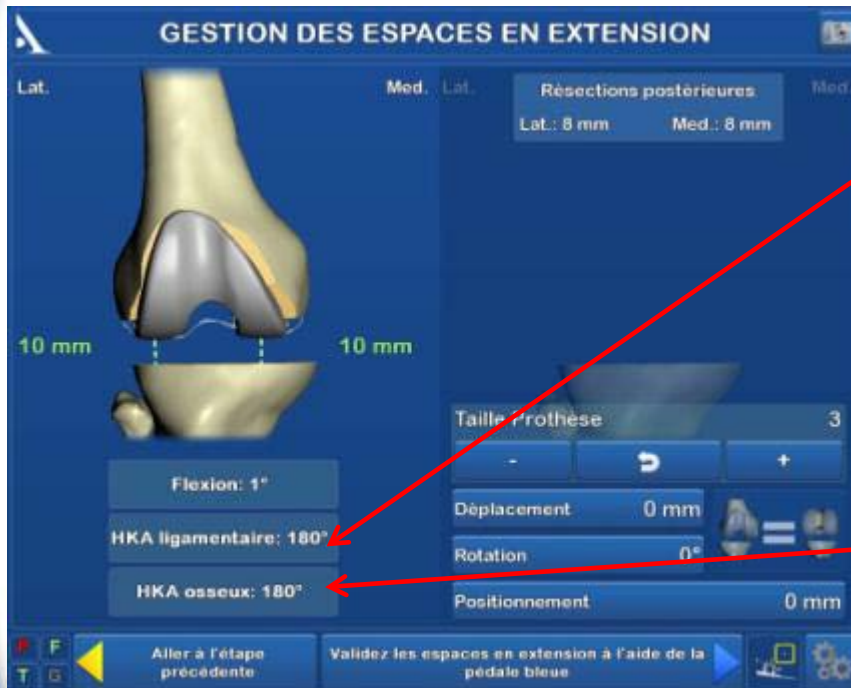 GESTION DES ESPACES EN EXTENSION
Lat.
Med.
10 mm
10 mm
Flexion: 1°
HKA ligamentaire: 180°
HKA osseux: 180°
Lat.
Med.
Résections postérieures
Lat.: 8 mm Med.: 8 mm
Taille Prothèse 3
- +
Déplacement 0 mm
Rotation 0°
Positionnement 0 mm
F F
T G
Aller à l'étape
précédente
Validez les espaces en extension à l'aide de la
pédale bleue